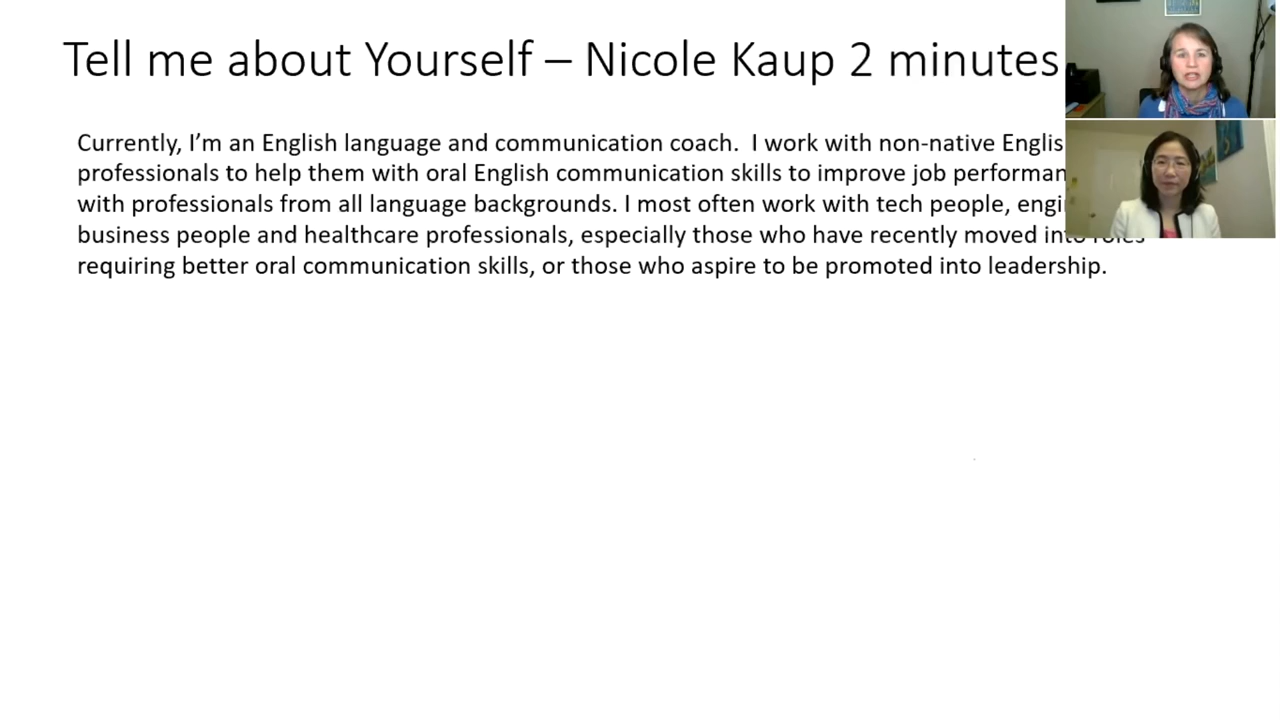 Tell me about Yourself – Nicole Kaup 2 minutes
Currently, I’m an English language and communication coach. I work with non-native
professionals to help them with oral English communication skills to improve job
with professionals from all language backgrounds. I most often work with tech people,
business people and healthcare professionals, especially those who have recently moved into roles
requiring better oral communication skills, or those who aspire to be promoted into leadership.